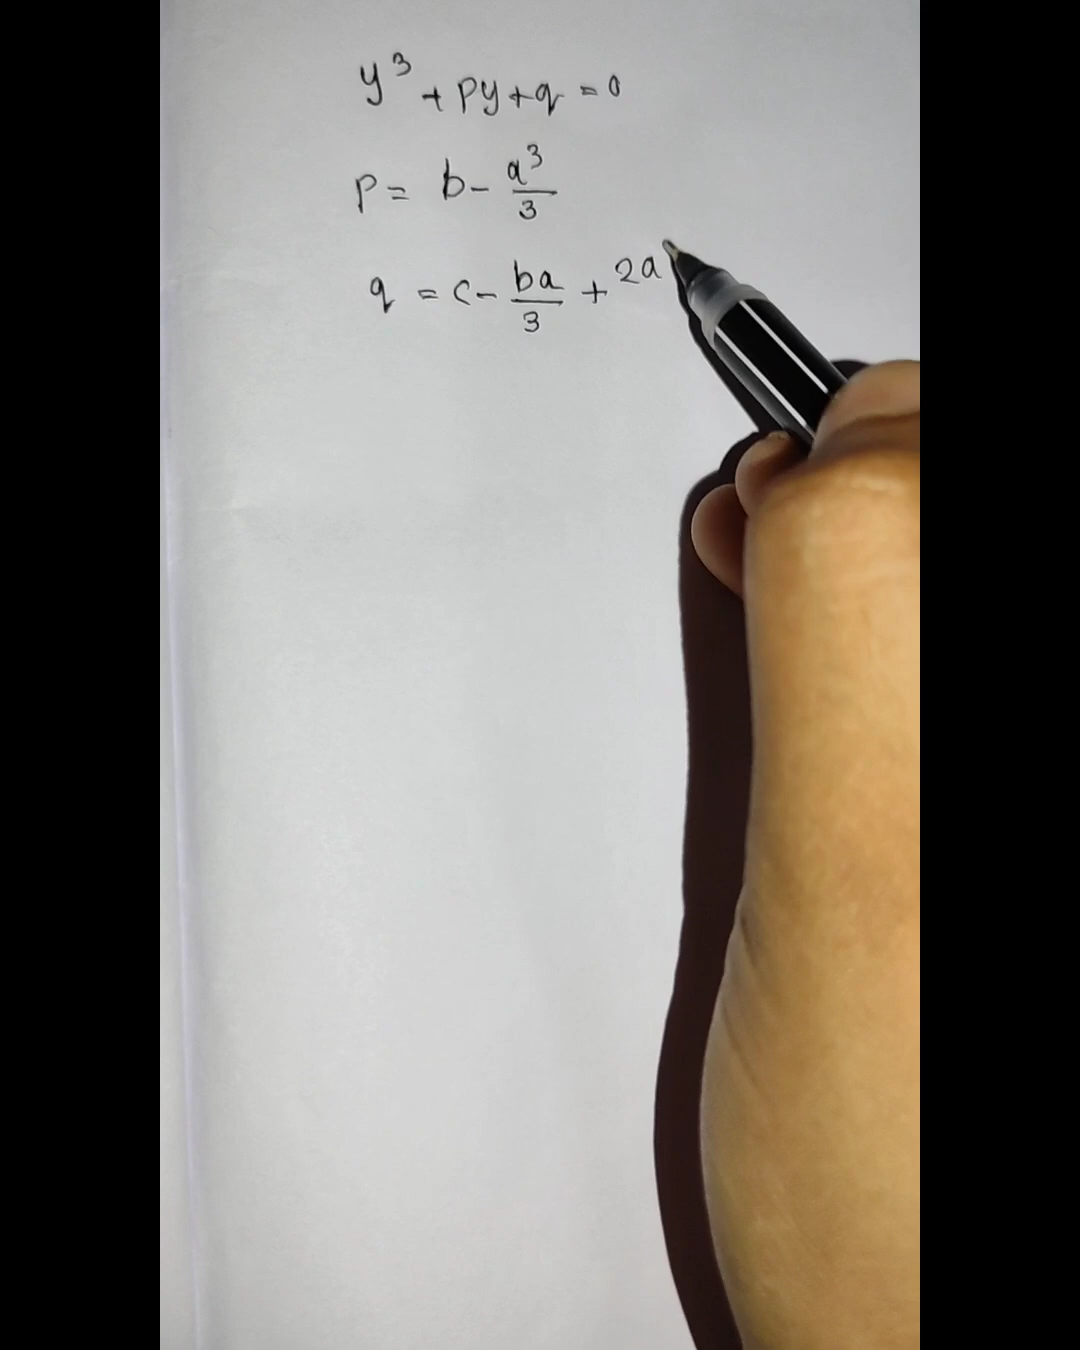 y³ + py + q = 0
p = b - a³/3
q = c - ba/3 + 2a